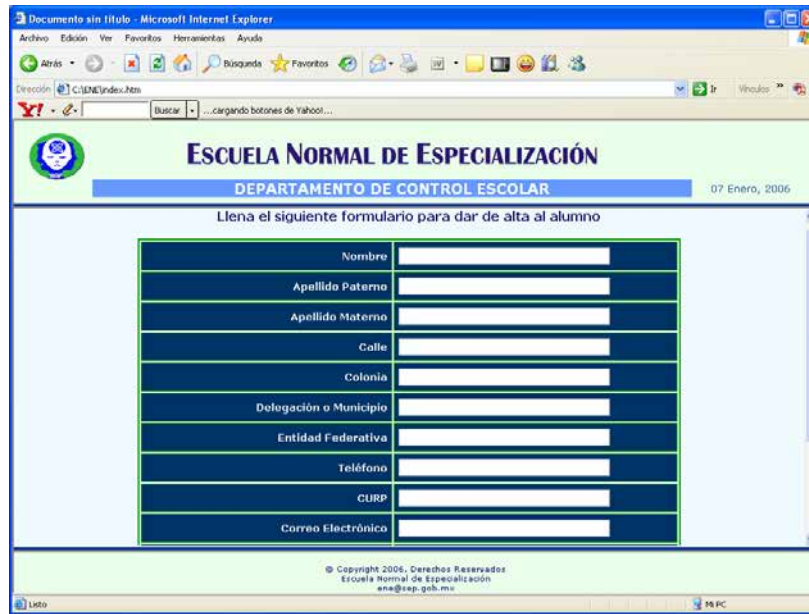 Documento sin título - Microsoft Internet Explorer
Archivo Edición Ver Favoritos Herramientas Ayuda
Atrás Búsqueda Favoritos
Dirección C:\ENE\index.htm Ir Vínculos »
Y! Buscar ...cargando botones de Yahoo!...
ESCUELA NORMAL DE ESPECIALIZACIÓN
DEPARTAMENTO DE CONTROL ESCOLAR 07 Enero, 2006
Llena el siguiente formulario para dar de alta al alumno
Nombre
Apellido Paterno
Apellido Materno
Calle
Colonia
Delegación o Municipio
Entidad Federativa
Teléfono
CURP
Correo Electrónico
© Copyright 2006, Derechos Reservados
Escuela Normal de Especialización
ene@sep.gob.mx
Listo Mi PC